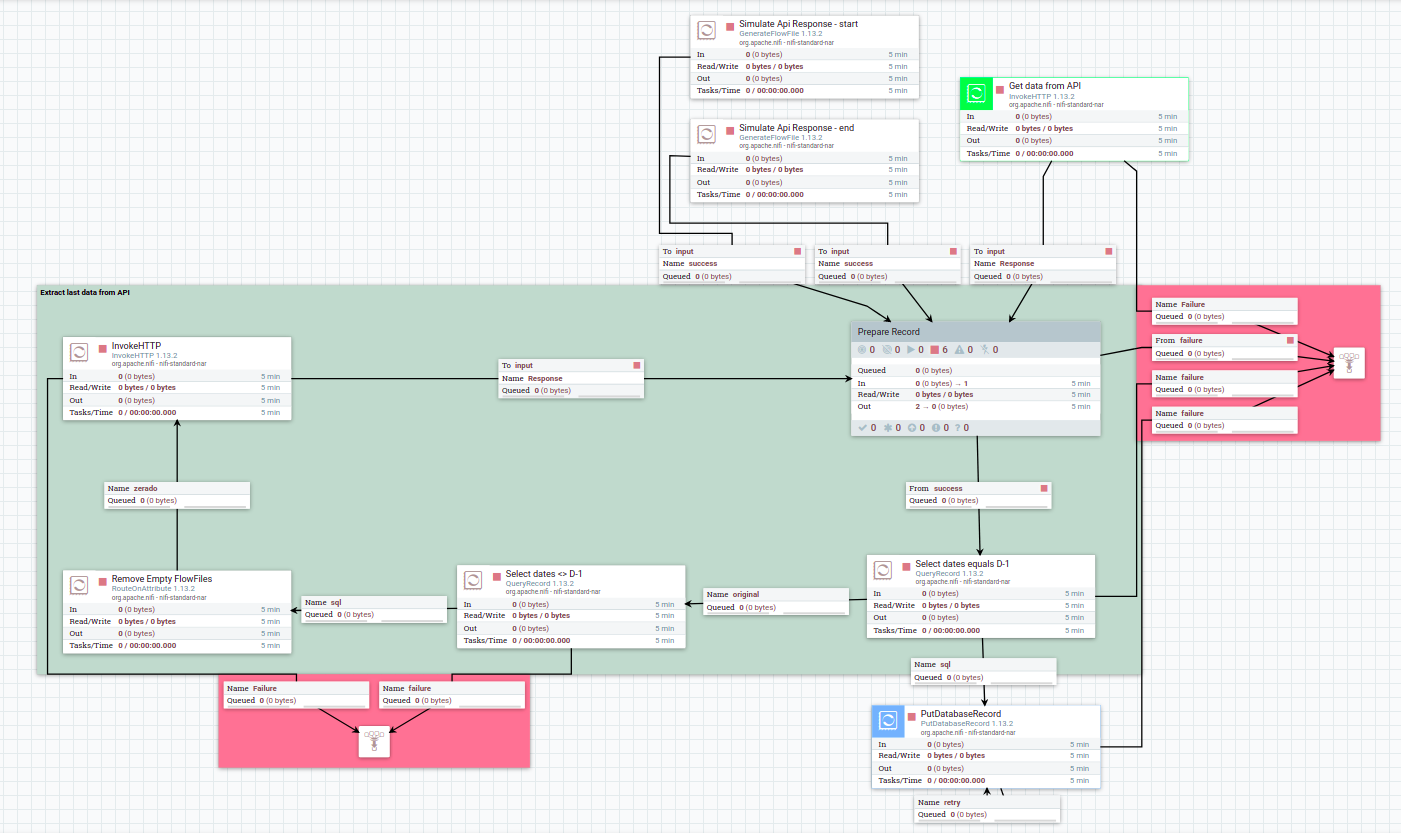 Simulate Api Response - start
GenerateFlowFile 1.13.2
org.apache.nifi - nifi-standard-nar
In 0 (0 bytes) 5 min
Read/Write 0 bytes / 0 bytes 5 min
Out 0 (0 bytes) 5 min
Tasks/Time 0 / 00:00:00.000 5 min
Get data from API
InvokeHTTP 1.13.2
org.apache.nifi - nifi-standard-nar
In 0 (0 bytes) 5 min
Read/Write 0 bytes / 0 bytes 5 min
Out 0 (0 bytes) 5 min
Tasks/Time 0 / 00:00:00.000 5 min
Simulate Api Response - end
GenerateFlowFile 1.13.2
org.apache.nifi - nifi-standard-nar
In 0 (0 bytes) 5 min
Read/Write 0 bytes / 0 bytes 5 min
Out 0 (0 bytes) 5 min
Tasks/Time 0 / 00:00:00.000 5 min
To input
Name success
Queued 0 (0 bytes)
To input
Name success
Queued 0 (0 bytes)
To input
Name Response
Queued 0 (0 bytes)
Extract last data from API
Name Failure
Queued 0 (0 bytes)
From failure
Queued 0 (0 bytes)
Name failure
Queued 0 (0 bytes)
Name failure
Queued 0 (0 bytes)
Prepare Record
0 0 0 6 0 0
Queued 0 (0 bytes)
In 0 (0 bytes) → 1 5 min
Read/Write 0 bytes / 0 bytes 5 min
Out 2 → 0 (0 bytes) 5 min
0 0 0 0 ? 0
InvokeHTTP
InvokeHTTP 1.13.2
org.apache.nifi - nifi-standard-nar
In 0 (0 bytes) 5 min
Read/Write 0 bytes / 0 bytes 5 min
Out 0 (0 bytes) 5 min
Tasks/Time 0 / 00:00:00.000 5 min
To input
Name Response
Queued 0 (0 bytes)
Name zerado
Queued 0 (0 bytes)
From success
Queued 0 (0 bytes)
Remove Empty FlowFiles
RouteOnAttribute 1.13.2
org.apache.nifi - nifi-standard-nar
In 0 (0 bytes) 5 min
Read/Write 0 bytes / 0 bytes 5 min
Out 0 (0 bytes) 5 min
Tasks/Time 0 / 00:00:00.000 5 min
Name sql
Queued 0 (0 bytes)
Select dates <> D-1
QueryRecord 1.13.2
org.apache.nifi - nifi-standard-nar
In 0 (0 bytes) 5 min
Read/Write 0 bytes / 0 bytes 5 min
Out 0 (0 bytes) 5 min
Tasks/Time 0 / 00:00:00.000 5 min
Name original
Queued 0 (0 bytes)
Select dates equals D-1
QueryRecord 1.13.2
org.apache.nifi - nifi-standard-nar
In 0 (0 bytes) 5 min
Read/Write 0 bytes / 0 bytes 5 min
Out 0 (0 bytes) 5 min
Tasks/Time 0 / 00:00:00.000 5 min
Name sql
Queued 0 (0 bytes)
Name Failure
Queued 0 (0 bytes)
Name failure
Queued 0 (0 bytes)
PutDatabaseRecord
PutDatabaseRecord 1.13.2
org.apache.nifi - nifi-standard-nar
In 0 (0 bytes) 5 min
Read/Write 0 bytes / 0 bytes 5 min
Out 0 (0 bytes) 5 min
Tasks/Time 0 / 00:00:00.000 5 min
Name retry
Queued 0 (0 bytes)